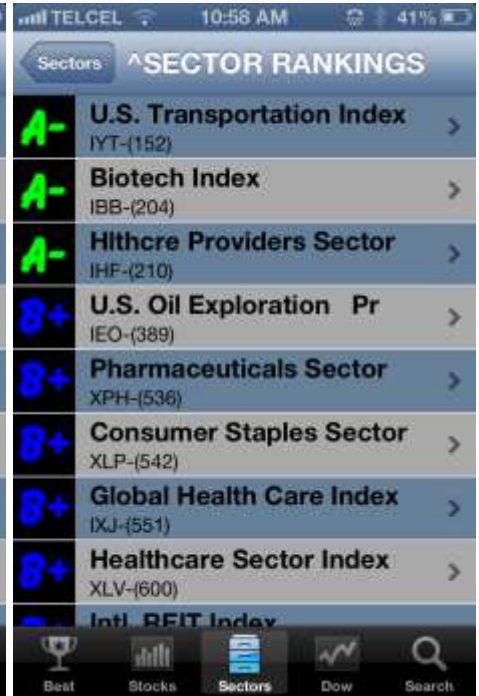 TELCEL 10:58 AM 41%
Sectors ^SECTOR RANKINGS
A- U.S. Transportation Index
IYT-(152)
A- Biotech Index
IBB-(204)
A- Hlthcre Providers Sector
IHF-(210)
B+ U.S. Oil Exploration Pr
IEO-(389)
B+ Pharmaceuticals Sector
XPH-(536)
B+ Consumer Staples Sector
XLP-(542)
B+ Global Health Care Index
IXJ-(551)
B+ Healthcare Sector Index
XLV-(600)
Intl. REIT Index
Best Stocks Sectors Dow Search